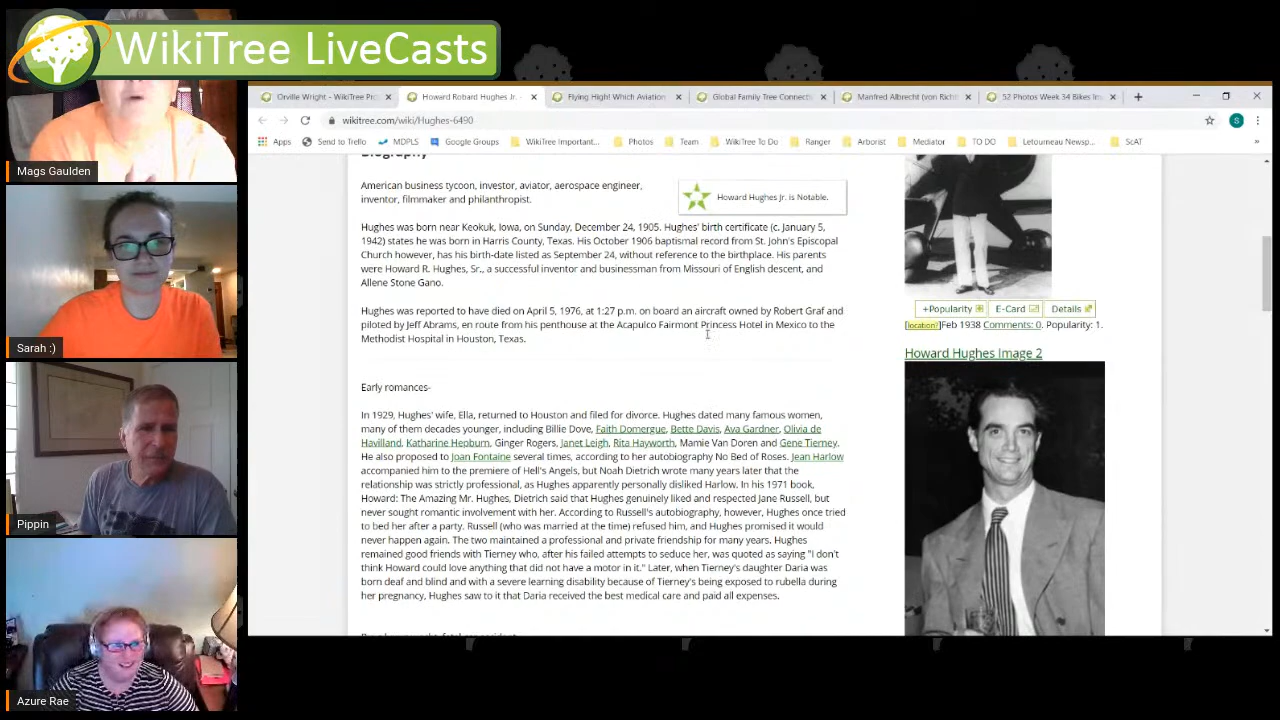 WikiTree LiveCasts
Mags Gaulden
Sarah :)
Pippin
Azure Rae
Orville Wright - WikiTree Pr
Howard Robard Hughes Jr. -
Flying High! Which Aviation
Global Family Tree Connect
Manfred Albrecht (von Rich
52 Photos Week 34 Bikes Im
wikitree.com/wiki/Hughes-6490
S
Apps
Send to Trello
MDPLS
Google Groups
WikiTree Important...
Photos
Team
WikiTree To Do
Ranger
Arborist
Mediator
TO DO
Letourneau Newsp...
ScAT
»
Biography
American business tycoon, investor, aviator, aerospace engineer,
inventor, filmmaker and philanthropist.
Howard Hughes Jr. is Notable.
Hughes was born near Keokuk, Iowa, on Sunday, December 24, 1905. Hughes' birth certificate (c. January 5,
1942) states he was born in Harris County, Texas. His October 1906 baptismal record from St. John's Episcopal
Church however, has his birth-date listed as September 24, without reference to the birthplace. His parents
were Howard R. Hughes, Sr., a successful inventor and businessman from Missouri of English descent, and
Allene Stone Gano.
Hughes was reported to have died on April 5, 1976, at 1:27 p.m. on board an aircraft owned by Robert Graf and
piloted by Jeff Abrams, en route from his penthouse at the Acapulco Fairmont Princess Hotel in Mexico to the
Methodist Hospital in Houston, Texas.
Early romances-
In 1929, Hughes' wife, Ella, returned to Houston and filed for divorce. Hughes dated many famous women,
many of them decades younger, including Billie Dove, Faith Domergue, Bette Davis, Ava Gardner, Olivia de
Havilland, Katharine Hepburn, Ginger Rogers, Janet Leigh, Rita Hayworth, Mamie Van Doren and Gene Tierney.
He also proposed to Joan Fontaine several times, according to her autobiography No Bed of Roses. Jean Harlow
accompanied him to the premiere of Hell's Angels, but Noah Dietrich wrote many years later that the
relationship was strictly professional, as Hughes apparently personally disliked Harlow. In his 1971 book,
Howard: The Amazing Mr. Hughes, Dietrich said that Hughes genuinely liked and respected Jane Russell, but
never sought romantic involvement with her. According to Russell's autobiography, however, Hughes once tried
to bed her after a party. Russell (who was married at the time) refused him, and Hughes promised it would
never happen again. The two maintained a professional and private friendship for many years. Hughes
remained good friends with Tierney who, after his failed attempts to seduce her, was quoted as saying "I don't
think Howard could love anything that did not have a motor in it." Later, when Tierney's daughter Daria was
born deaf and blind and with a severe learning disability because of Tierney's being exposed to rubella during
her pregnancy, Hughes saw to it that Daria received the best medical care and paid all expenses.
+Popularity
E-Card
Details
[location?]Feb 1938 Comments: 0. Popularity: 1.
Howard Hughes Image 2